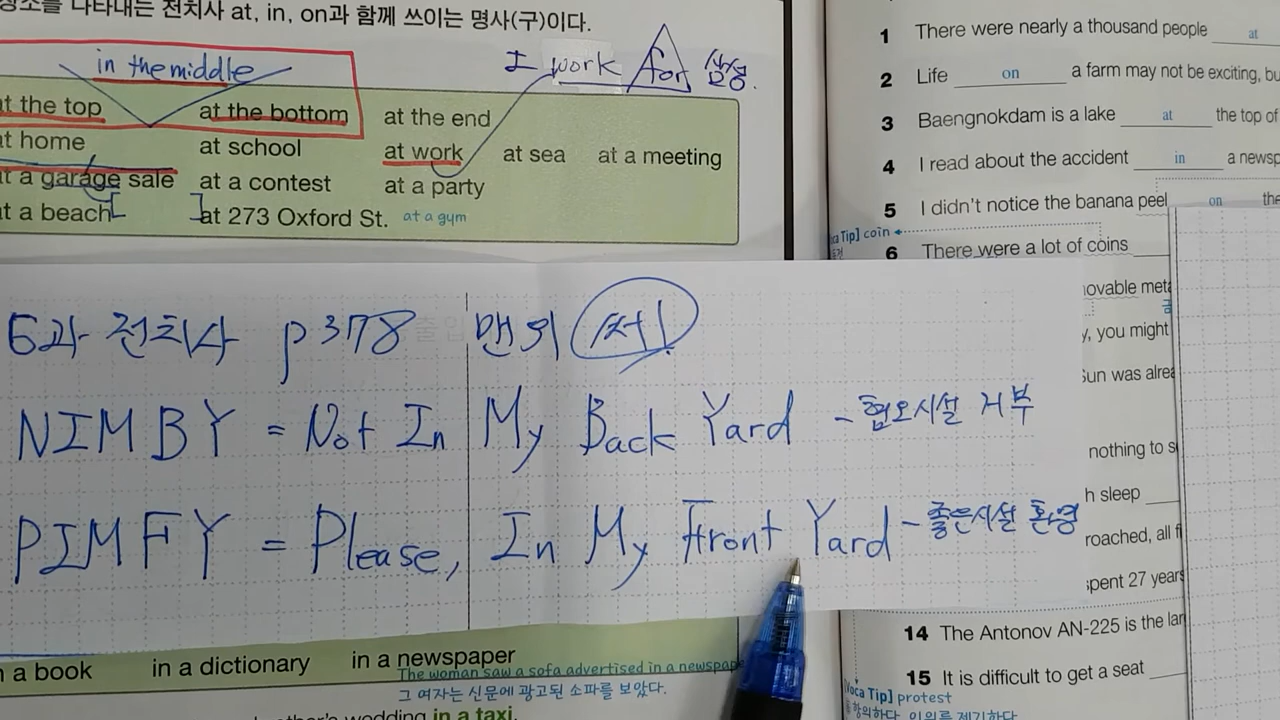 나타내는 전치사 at, in, on과 함께 쓰이는 명사(구)이다.
in the middle
I work for 삼성
at the top at the bottom at the end
at home at school at work at sea at a meeting
at a garage sale at a contest at a party
at a beach at 273 Oxford St. at a gym
6과 전치사 p378 맨 위
NIMBY = Not In My Back Yard - 혐오시설 거부
PIMFY = Please, In My Front Yard - 좋은시설 환영
a book in a dictionary in a newspaper
The woman saw a sofa advertised in a newspape
그 여자는 신문에 광고된 소파를 보았다.
wedding in a taxi.
1 There were nearly a thousand people at
2 Life on a farm may not be exciting, bu
3 Baengnokdam is a lake at the top of
4 I read about the accident in a newsp
5 I didn't notice the banana peel on the
Tip] coin
6 There were a lot of coins
ovable meta
y, you might
Sun was alrea
nothing to s
h sleep
roached, all fi
spent 27 years
14 The Antonov AN-225 is the lar
15 It is difficult to get a seat
[Voca Tip] protest
항의하다, 이의를 제기하다